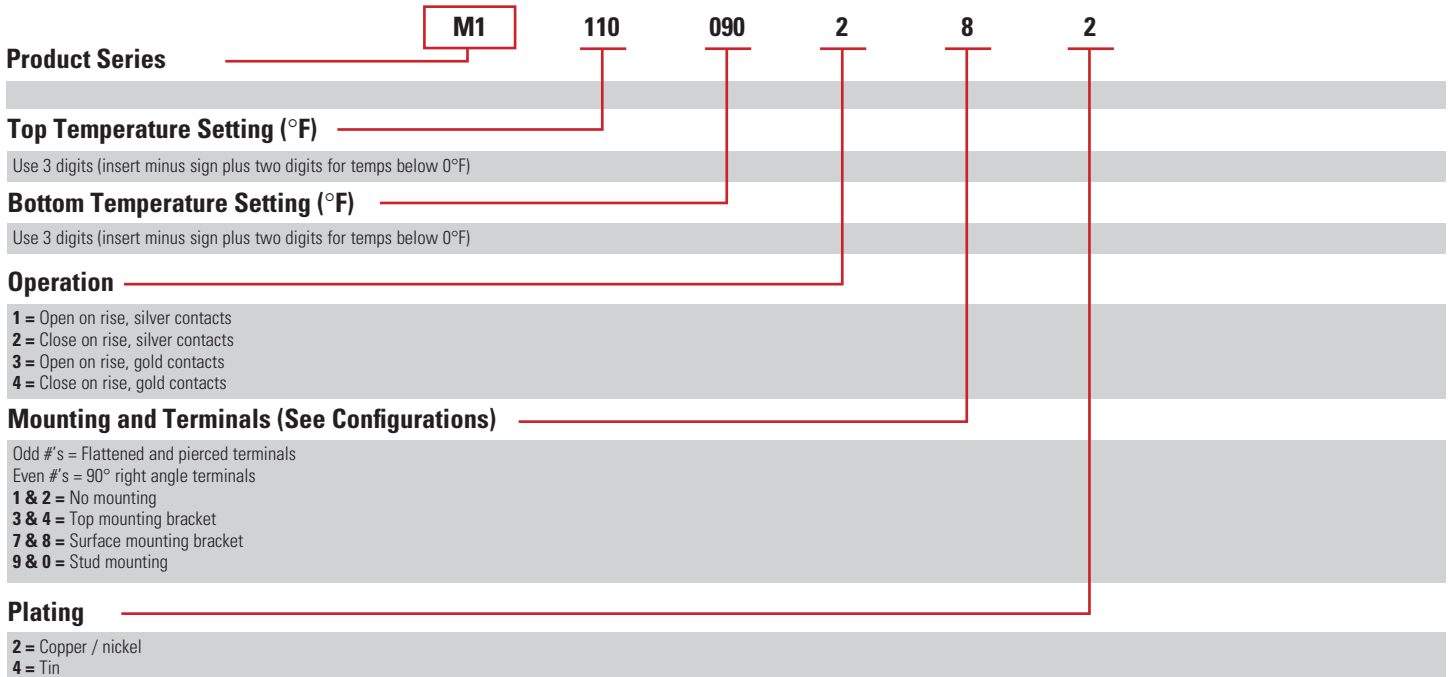 M1 110 090 2 8 2
Product Series
Top Temperature Setting (°F)
Use 3 digits (insert minus sign plus two digits for temps below 0°F)
Bottom Temperature Setting (°F)
Use 3 digits (insert minus sign plus two digits for temps below 0°F)
Operation
1 = Open on rise, silver contacts
2 = Close on rise, silver contacts
3 = Open on rise, gold contacts
4 = Close on rise, gold contacts
Mounting and Terminals (See Configurations)
Odd #'s = Flattened and pierced terminals
Even #'s = 90° right angle terminals
1 & 2 = No mounting
3 & 4 = Top mounting bracket
7 & 8 = Surface mounting bracket
9 & 0 = Stud mounting
Plating
2 = Copper / nickel
4 = Tin